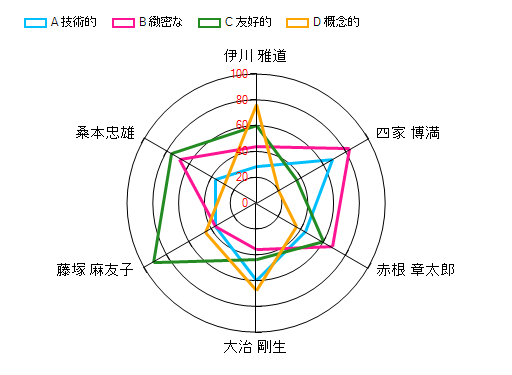 A 技術的 B 緻密な C 友好的 D 概念的
伊川 雅道
100
80
60
40
20
0
桑本忠雄
四家 博満
藤塚 麻友子
赤根 章太郎
大治 剛生